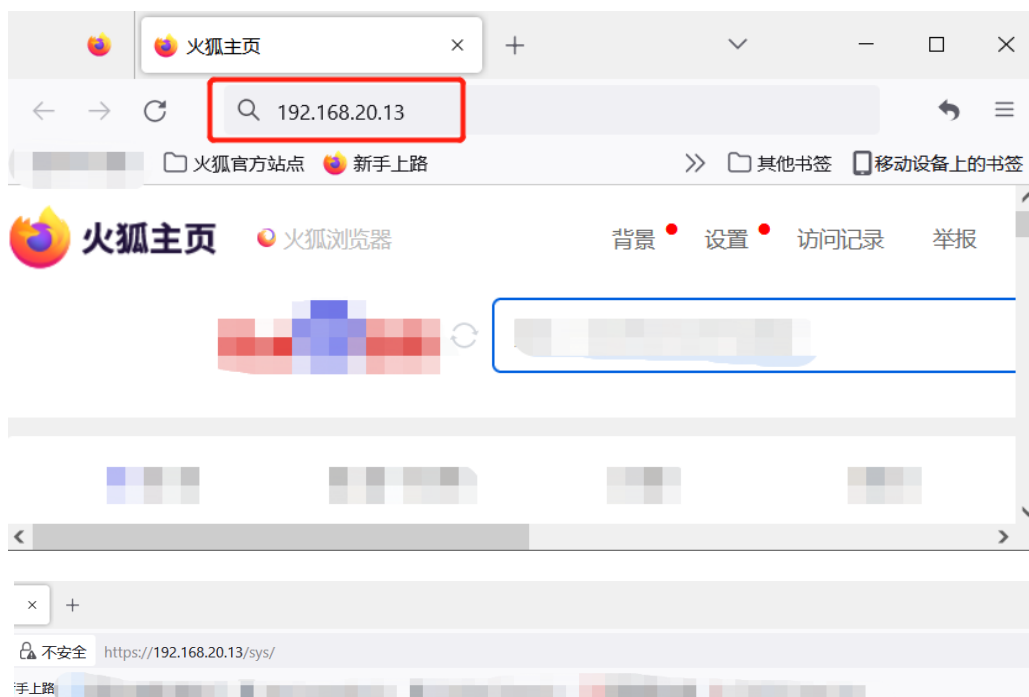 火狐主页
192.168.20.13
火狐官方站点 新手上路 其他书签 移动设备上的书签
火狐主页 火狐浏览器 背景 设置 访问记录 举报
不安全 https://192.168.20.13/sys/
手上路